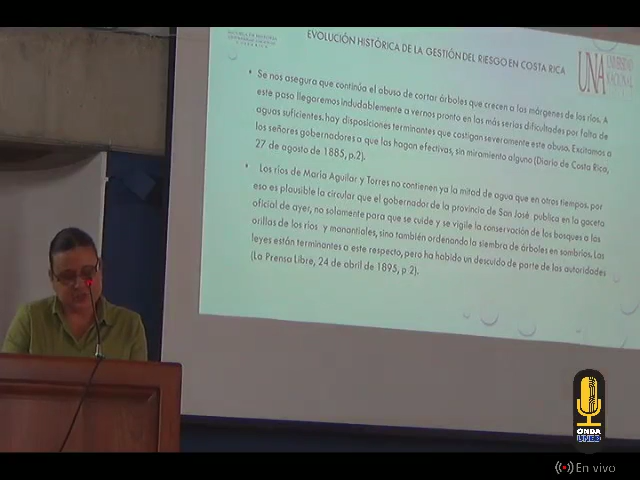 EVOLUCIÓN HISTÓRICA DE LA GESTIÓN DEL RIESGO EN COSTA RICA
UNA
UNIVERSIDAD
NACIONAL
• Se nos asegura que continúa el abuso de cortar árboles que crecen a los márgenes de los ríos. A
este paso llegaremos indudablemente a vernos pronto en las más serias dificultades por falta de
aguas suficientes. hay disposiciones terminantes que castigan severamente este abuso. Excitamos a
los señores gobernadores a que las hagan efectivas, sin miramiento alguno (Diario de Costa Rica,
27 de agosto de 1885, p.2).
• Los ríos de María Aguilar y Torres no contienen ya la mitad de agua que en otros tiempos. por
eso es plausible la circular que el gobernador de la provincia de San José publica en la gaceta
oficial de ayer, no solamente para que se cuide y se vigile la conservación de los bosques a las
orillas de los ríos y manantiales, sino también ordenando la siembra de árboles en sombríos. Las
leyes están terminantes a este respecto, pero ha habido un descuido de parte de las autoridades
(La Prensa Libre, 24 de abril de 1895, p 2).
ONDA
UNED
En vivo